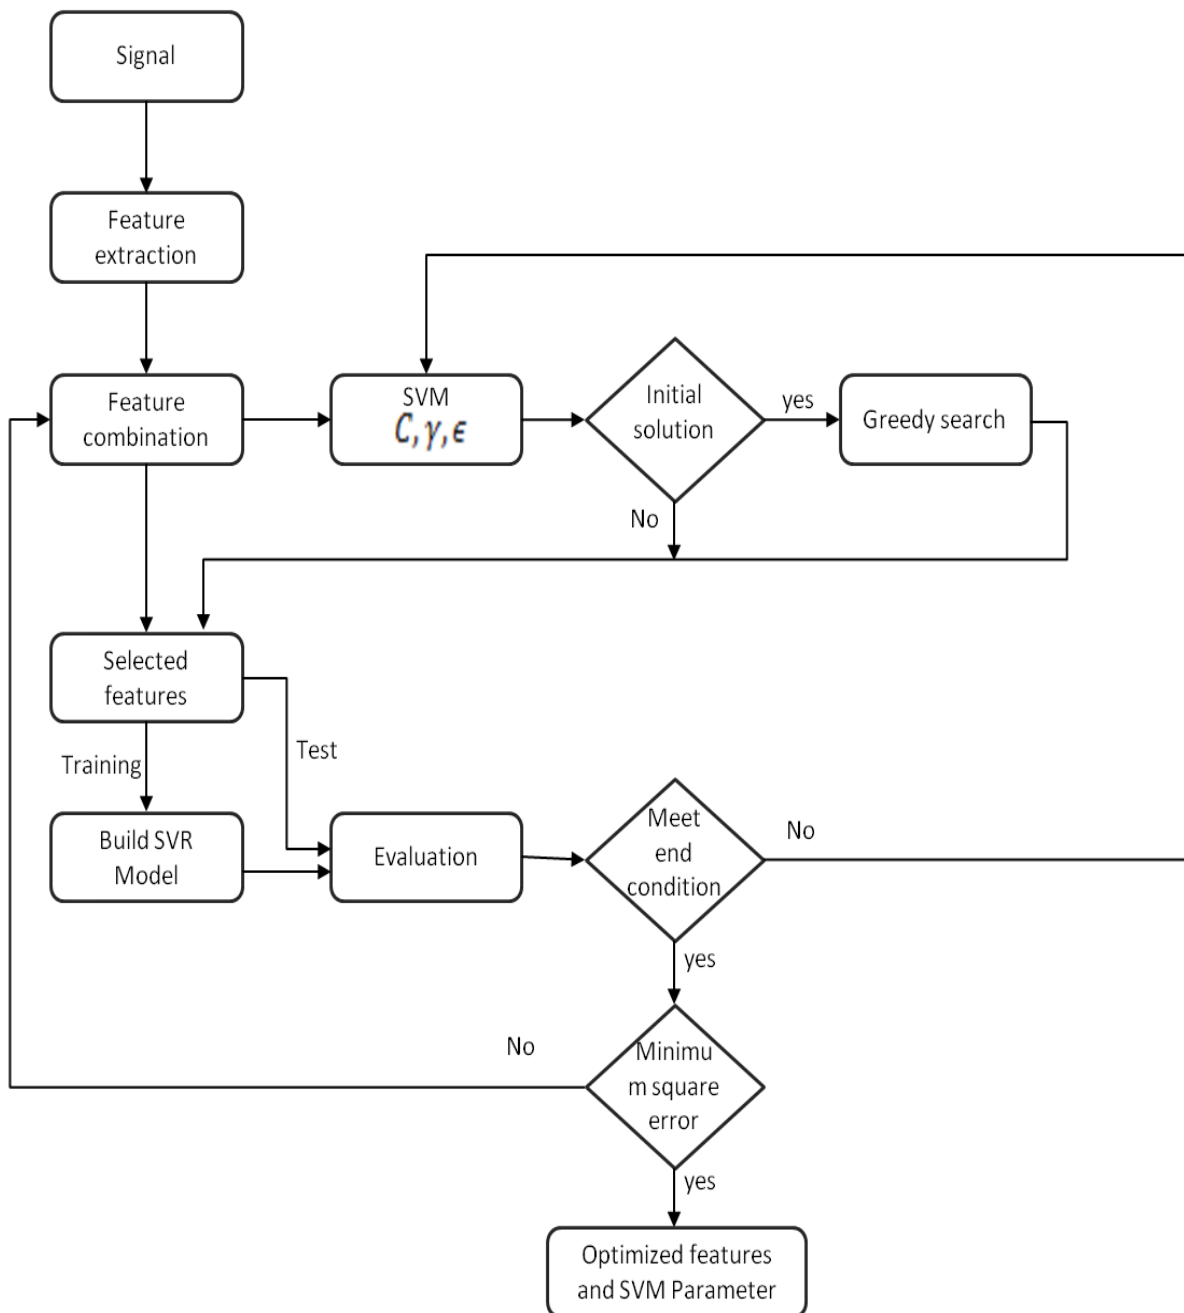 Signal
Feature
extraction
Feature
combination
SVM
C, γ, ϵ
Initial
solution
yes
Greedy search
No
Selected
features
Training
Test
Build SVR
Model
Evaluation
Meet
end
condition
No
yes
No
Minimu
m square
error
yes
Optimized features
and SVM Parameter